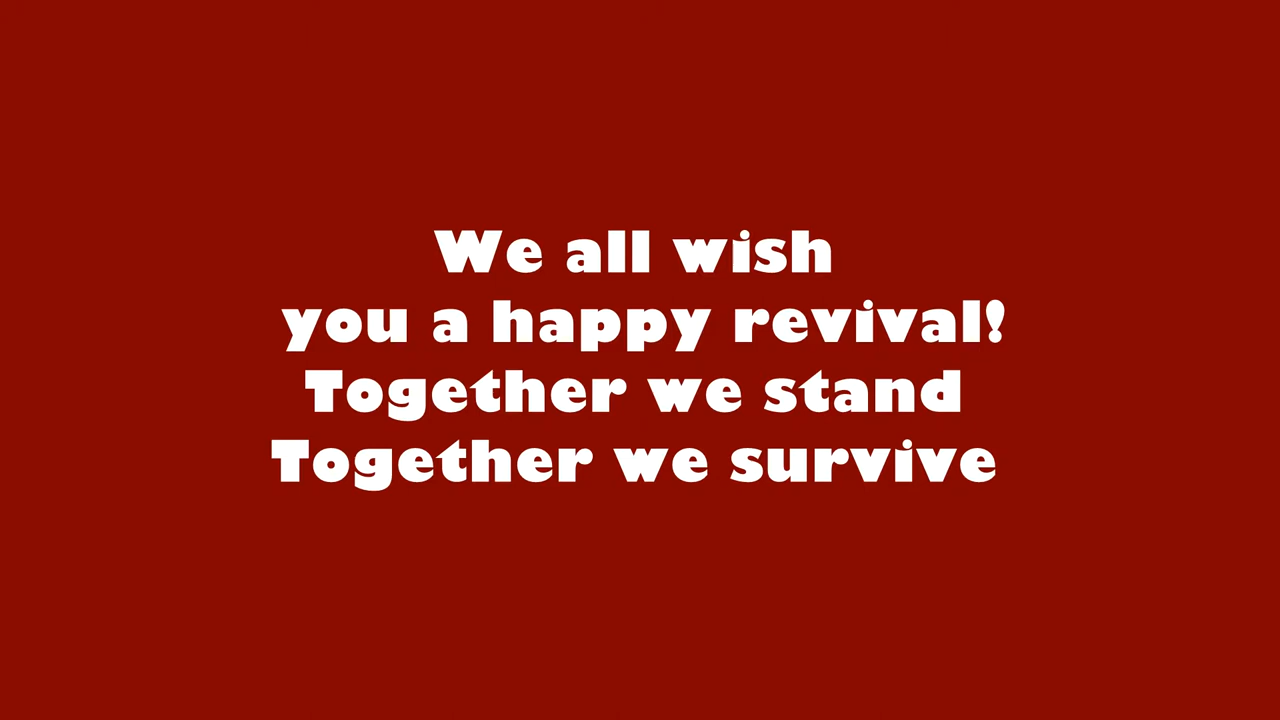 We all wish
you a happy revival!
Together we stand
Together we survive